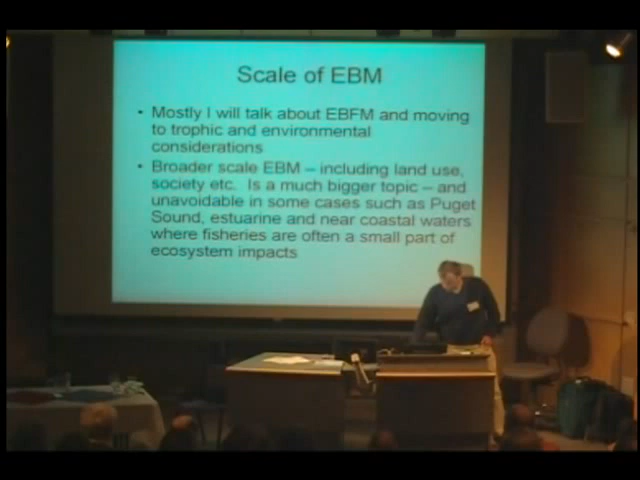 Scale of EBM
• Mostly I will talk about EBFM and moving
to trophic and environmental
considerations
• Broader scale EBM – including land use,
society etc. Is a much bigger topic – and
unavoidable in some cases such as Puget
Sound, estuarine and near coastal waters
where fisheries are often a small part of
ecosystem impacts